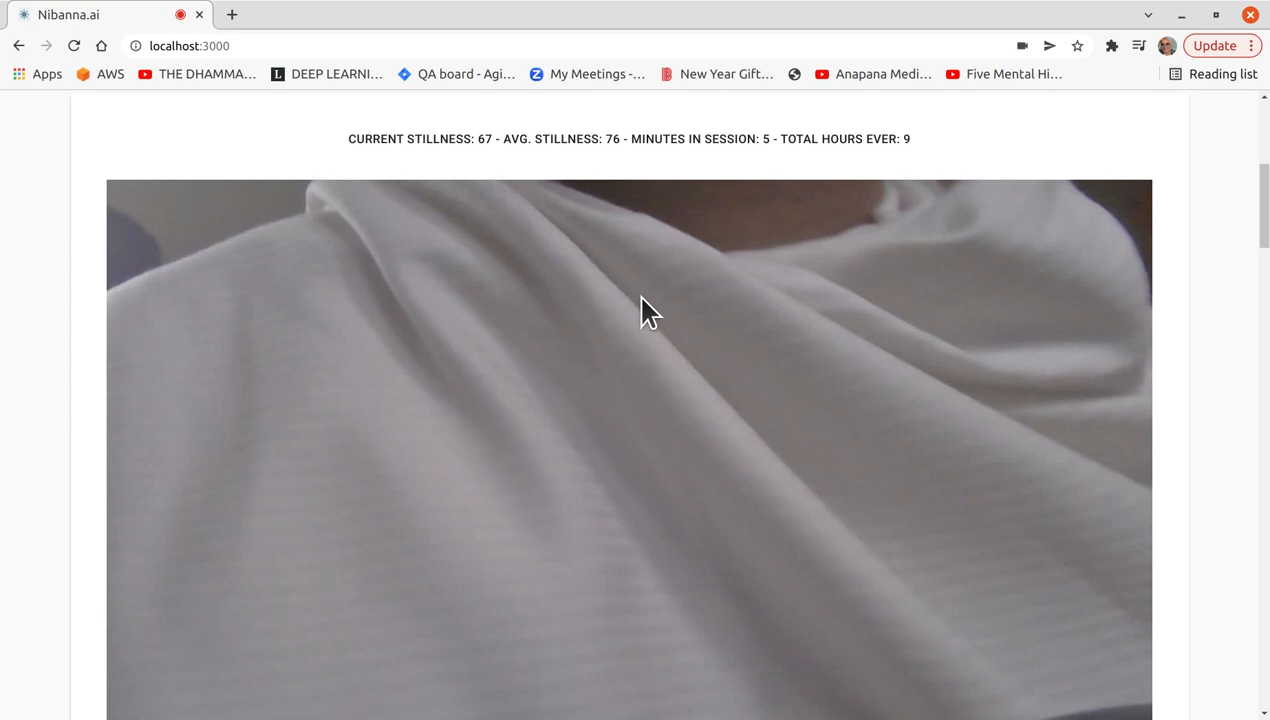 Nibanna.ai
localhost:3000
Update
Apps AWS THE DHAMMA... L DEEP LEARNI... QA board - Agi... Z My Meetings -... B New Year Gift... Anapana Medi... Five Mental Hi... Reading list
CURRENT STILLNESS: 67 - AVG. STILLNESS: 76 - MINUTES IN SESSION: 5 - TOTAL HOURS EVER: 9